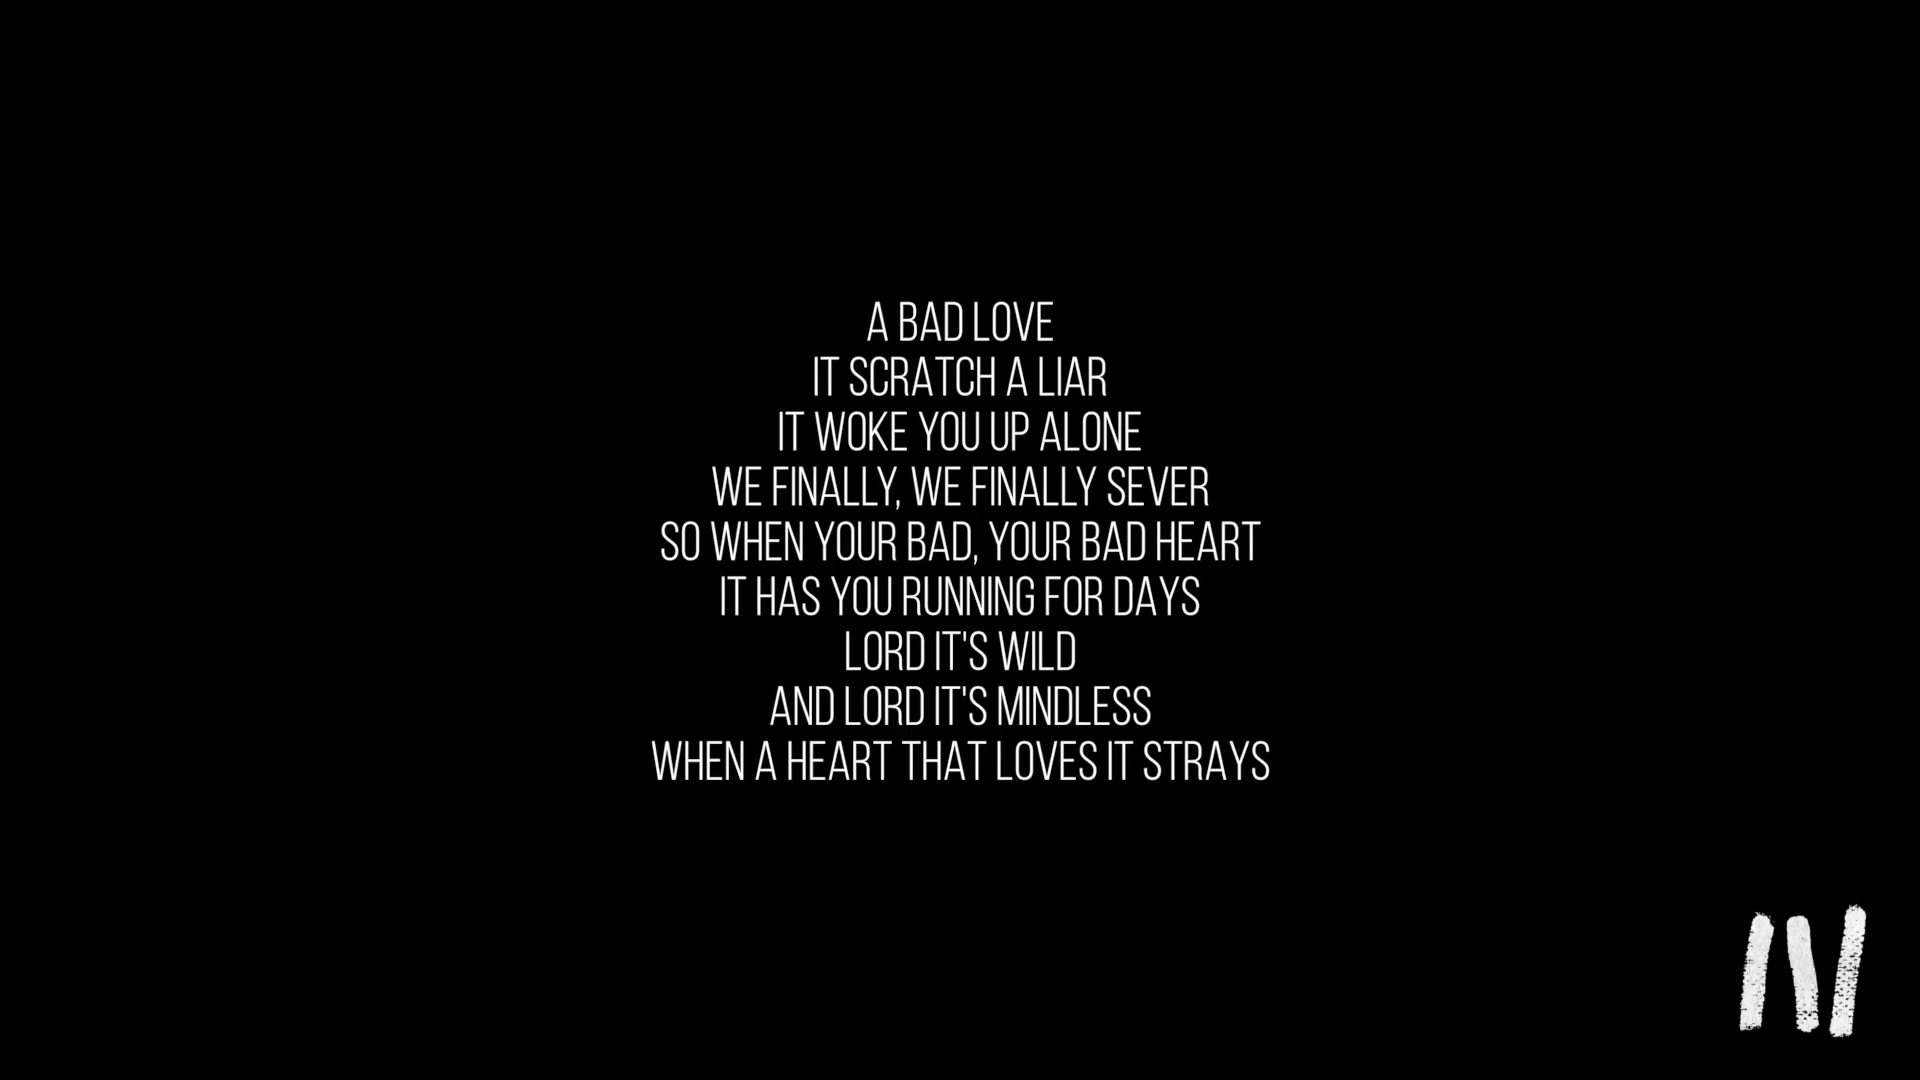 A BAD LOVE
IT SCRATCH A LIAR
IT WOKE YOU UP ALONE
WE FINALLY, WE FINALLY SEVER
SO WHEN YOUR BAD, YOUR BAD HEART
IT HAS YOU RUNNING FOR DAYS
LORD IT'S WILD
AND LORD IT'S MINDLESS
WHEN A HEART THAT LOVES IT STRAYS